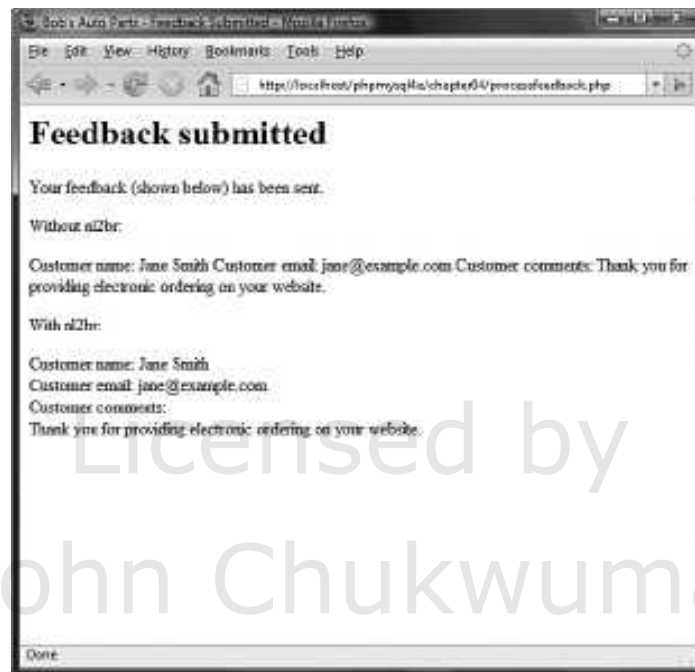 Bob's Auto Parts - Feedback Submitted - Mozilla Firefox
File Edit View History Bookmarks Tools Help
http://localhost/phpmysql4e/chapter04/processfeedback.php
Feedback submitted
Your feedback (shown below) has been sent.
Without nl2br:
Customer name: Jane Smith Customer email: jane@example.com Customer comments: Thank you for
providing electronic ordering on your website.
With nl2br:
Customer name: Jane Smith
Customer email: jane@example.com
Customer comments:
Thank you for providing electronic ordering on your website.
Licensed by
ohn Chukwuma
Done